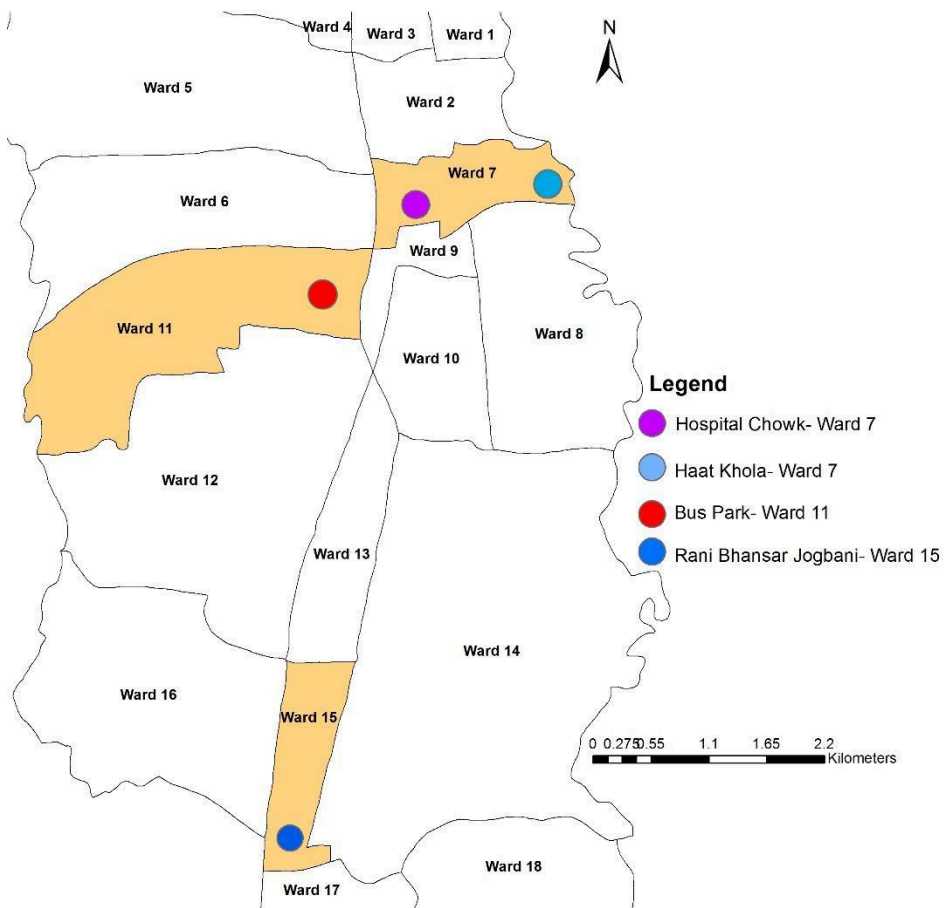 Ward 4
Ward 3
Ward 1
N
Ward 5
Ward 2
Ward 7
Ward 6
Ward 9
Ward 11
Ward 8
Ward 10
Legend
Hospital Chowk- Ward 7
Haat Khola- Ward 7
Bus Park- Ward 11
Rani Bhansar Jogbani- Ward 15
Ward 12
Ward 13
Ward 14
Ward 16
Ward 15
0 0.275 0.55 1.1 1.65 2.2
Kilometers
Ward 18
Ward 17